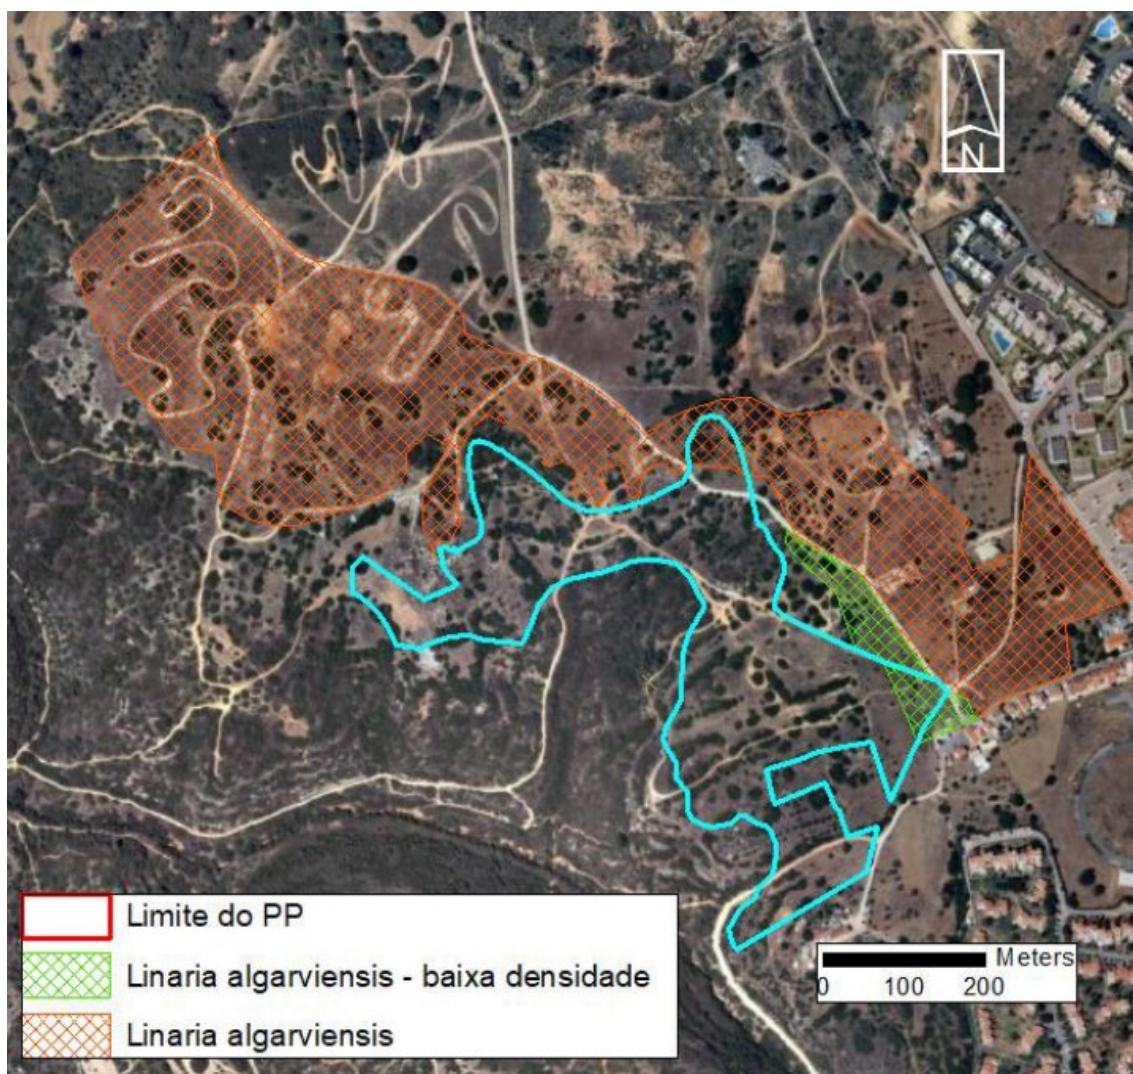 N
Limite do PP
Linaria algarviensis - baixa densidade
Linaria algarviensis
Meters
0 100 200